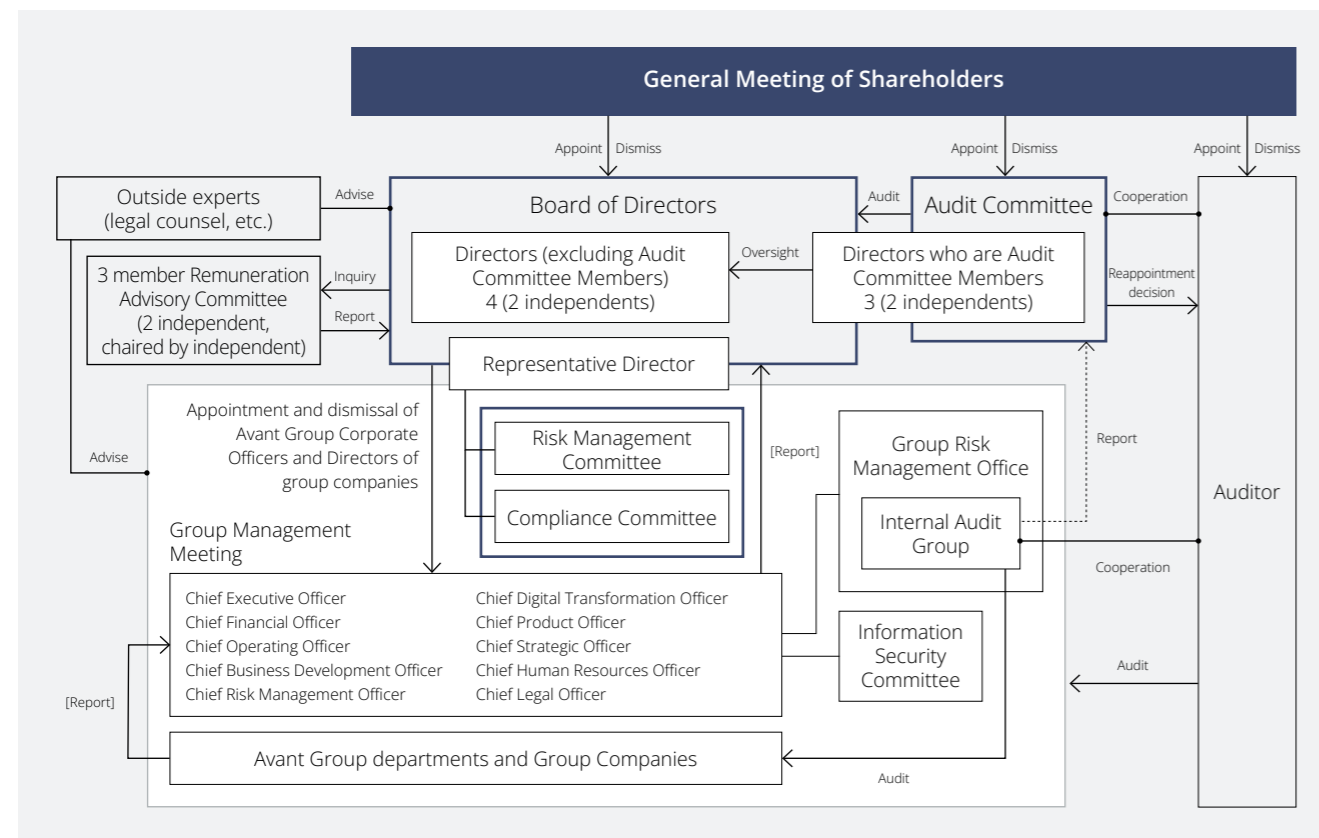 General Meeting of Shareholders
Appoint Dismiss
Appoint Dismiss
Appoint Dismiss
Outside experts
(legal counsel, etc.)
Advise
Board of Directors
Audit
Audit Committee
Cooperation
Directors (excluding Audit
Committee Members)
4 (2 independents)
Oversight
Directors who are Audit
Committee Members
3 (2 independents)
3 member Remuneration
Advisory Committee
(2 independent,
chaired by independent)
Inquiry
Report
Reappointment
decision
Representative Director
Appointment and dismissal of
Avant Group Corporate
Officers and Directors of
group companies
Advise
Risk Management
Committee
Compliance Committee
[Report]
Group Risk
Management Office
Internal Audit
Group
Report
Auditor
Cooperation
Group Management
Meeting
Chief Executive Officer
Chief Financial Officer
Chief Operating Officer
Chief Business Development Officer
Chief Risk Management Officer
Chief Digital Transformation Officer
Chief Product Officer
Chief Strategic Officer
Chief Human Resources Officer
Chief Legal Officer
Information
Security
Committee
Audit
[Report]
Avant Group departments and Group Companies
Audit